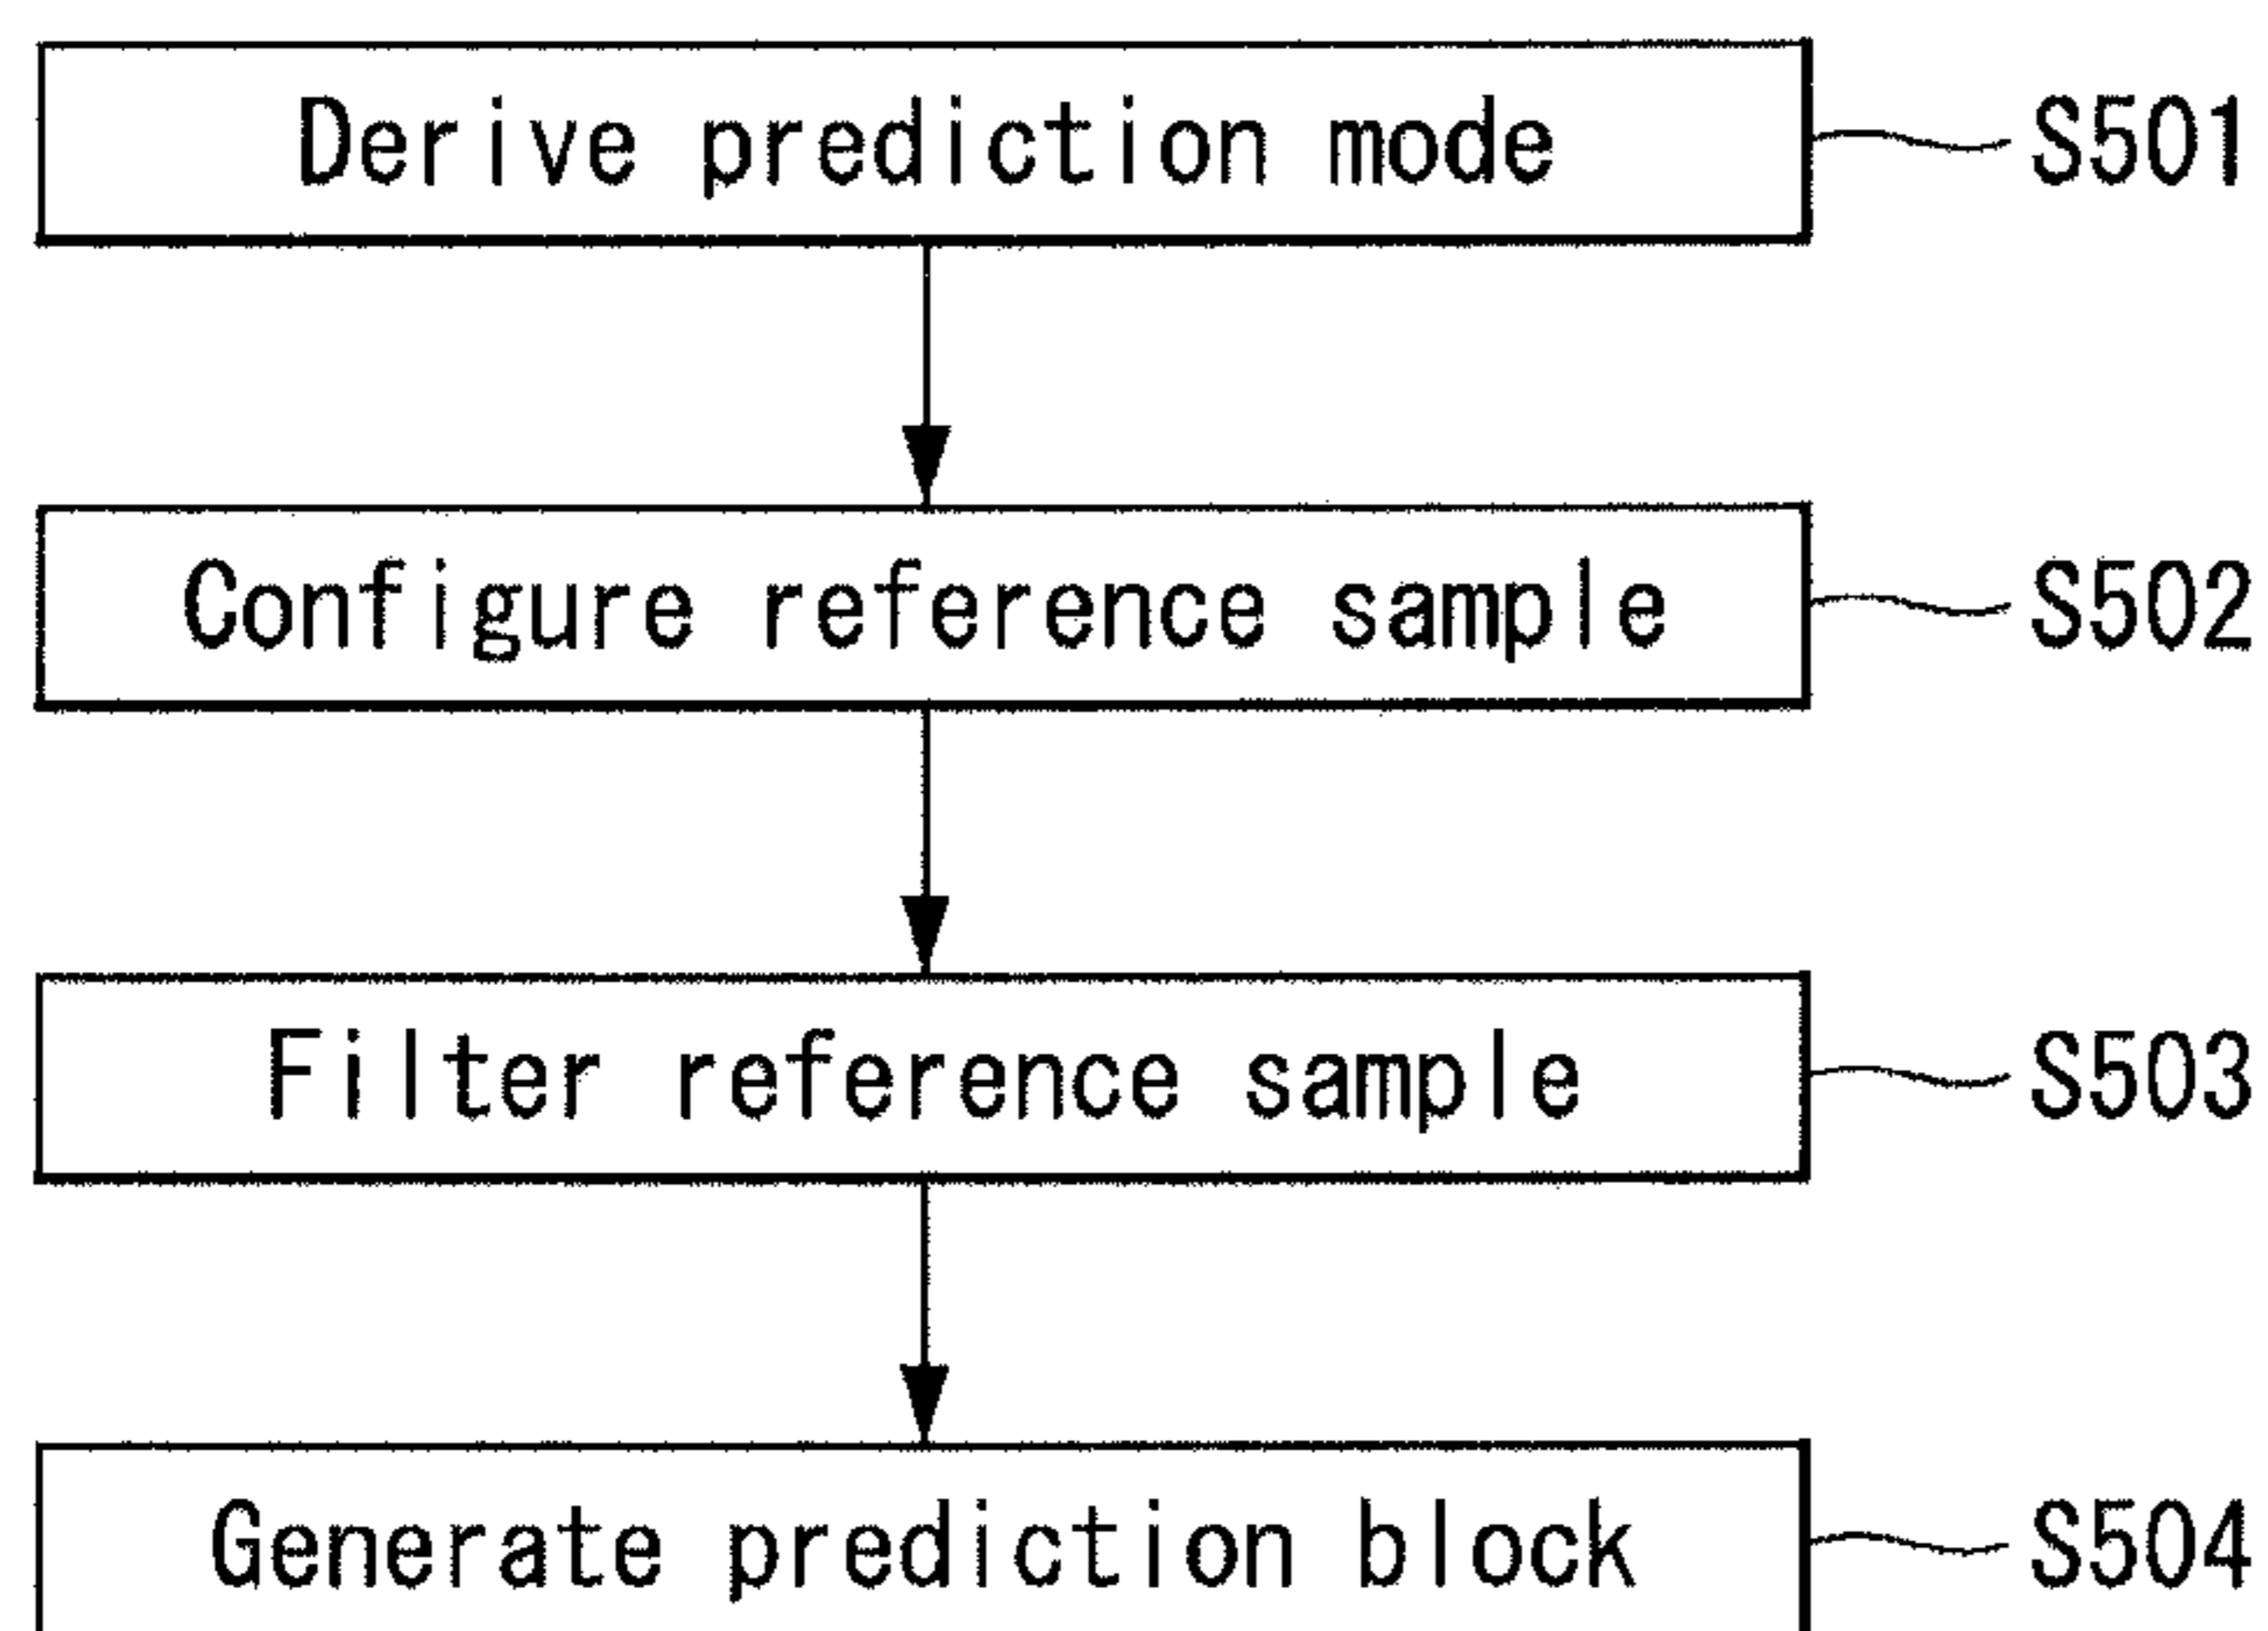 Derive prediction mode S501
Configure reference sample S502
Filter reference sample S503
Generate prediction block S504